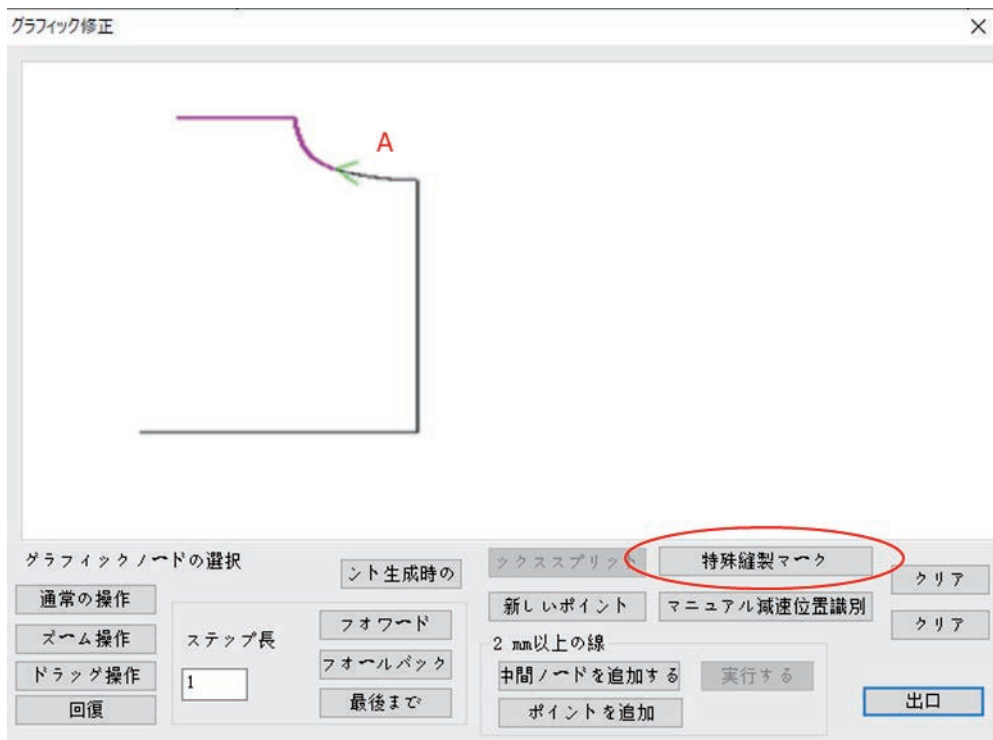 グラフィック修正
A
グラフィックノードの選択
ント生成時の
ックススプリット
特殊縫製マーク
クリア
通常の操作
ズーム操作
ドラッグ操作
回復
ステップ長
1
フオワード
フオールバック
最後まで
新しいポイント
マニュアル減速位置識別
クリア
2 mm以上の線
中間ノードを追加する
実行する
ポイントを追加
出口